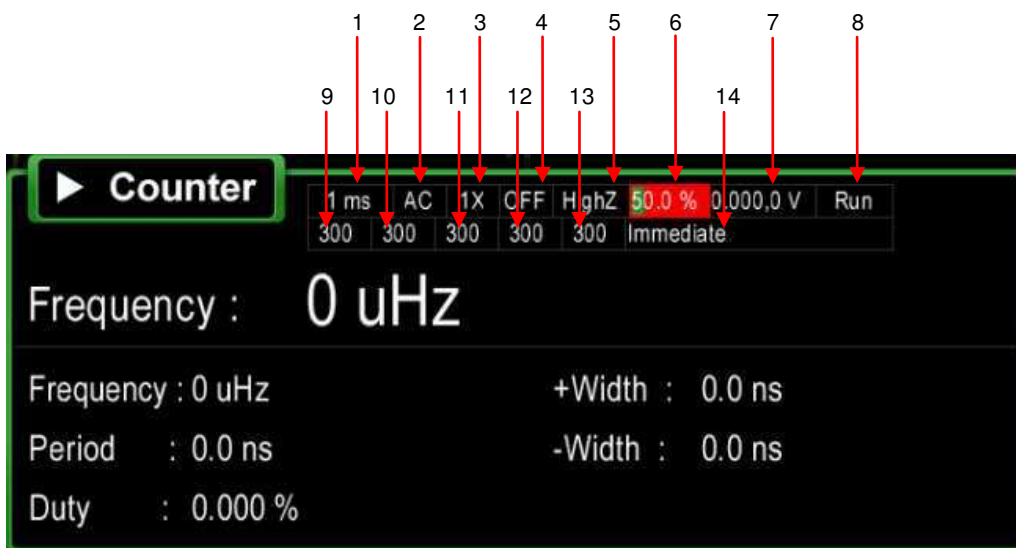 1 2 3 4 5 6 7 8
9 10 11 12 13 14
Counter
1 ms AC 1X OFF HighZ 50.0 % 0.000,0 V Run
300 300 300 300 300 Immediate
Frequency : 0 uHz
Frequency : 0 uHz +Width : 0.0 ns
Period : 0.0 ns -Width : 0.0 ns
Duty : 0.000 %